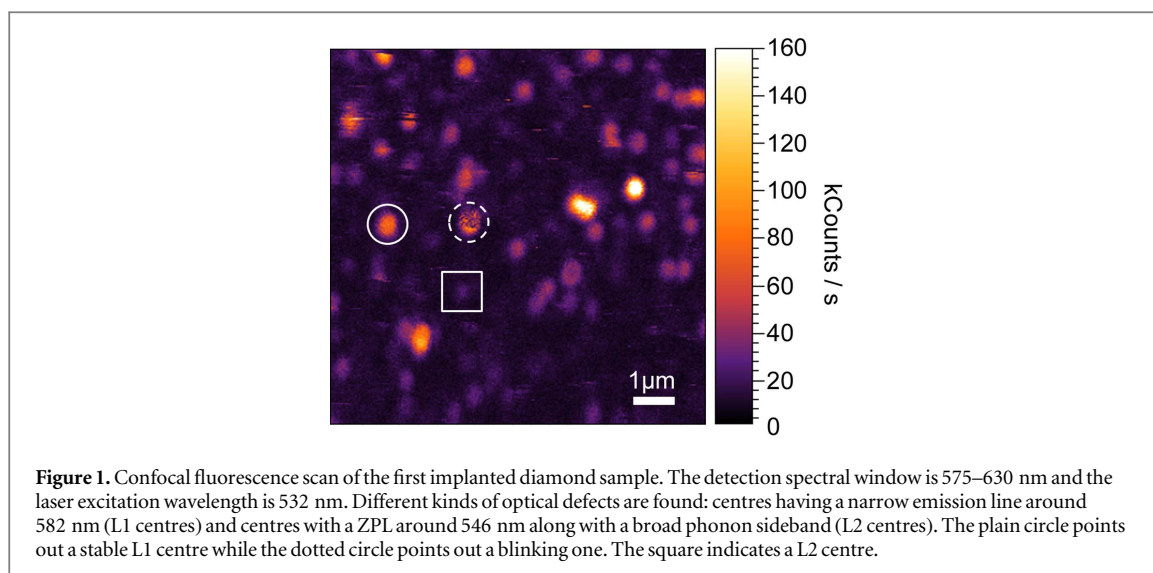 160
140
120
100
80
60
40
20
0
kCounts / s
1µm
Figure 1. Confocal fluorescence scan of the first implanted diamond sample. The detection spectral window is 575–630 nm and the
laser excitation wavelength is 532 nm. Different kinds of optical defects are found: centres having a narrow emission line around
582 nm (L1 centres) and centres with a ZPL around 546 nm along with a broad phonon sideband (L2 centres). The plain circle points
out a stable L1 centre while the dotted circle points out a blinking one. The square indicates a L2 centre.